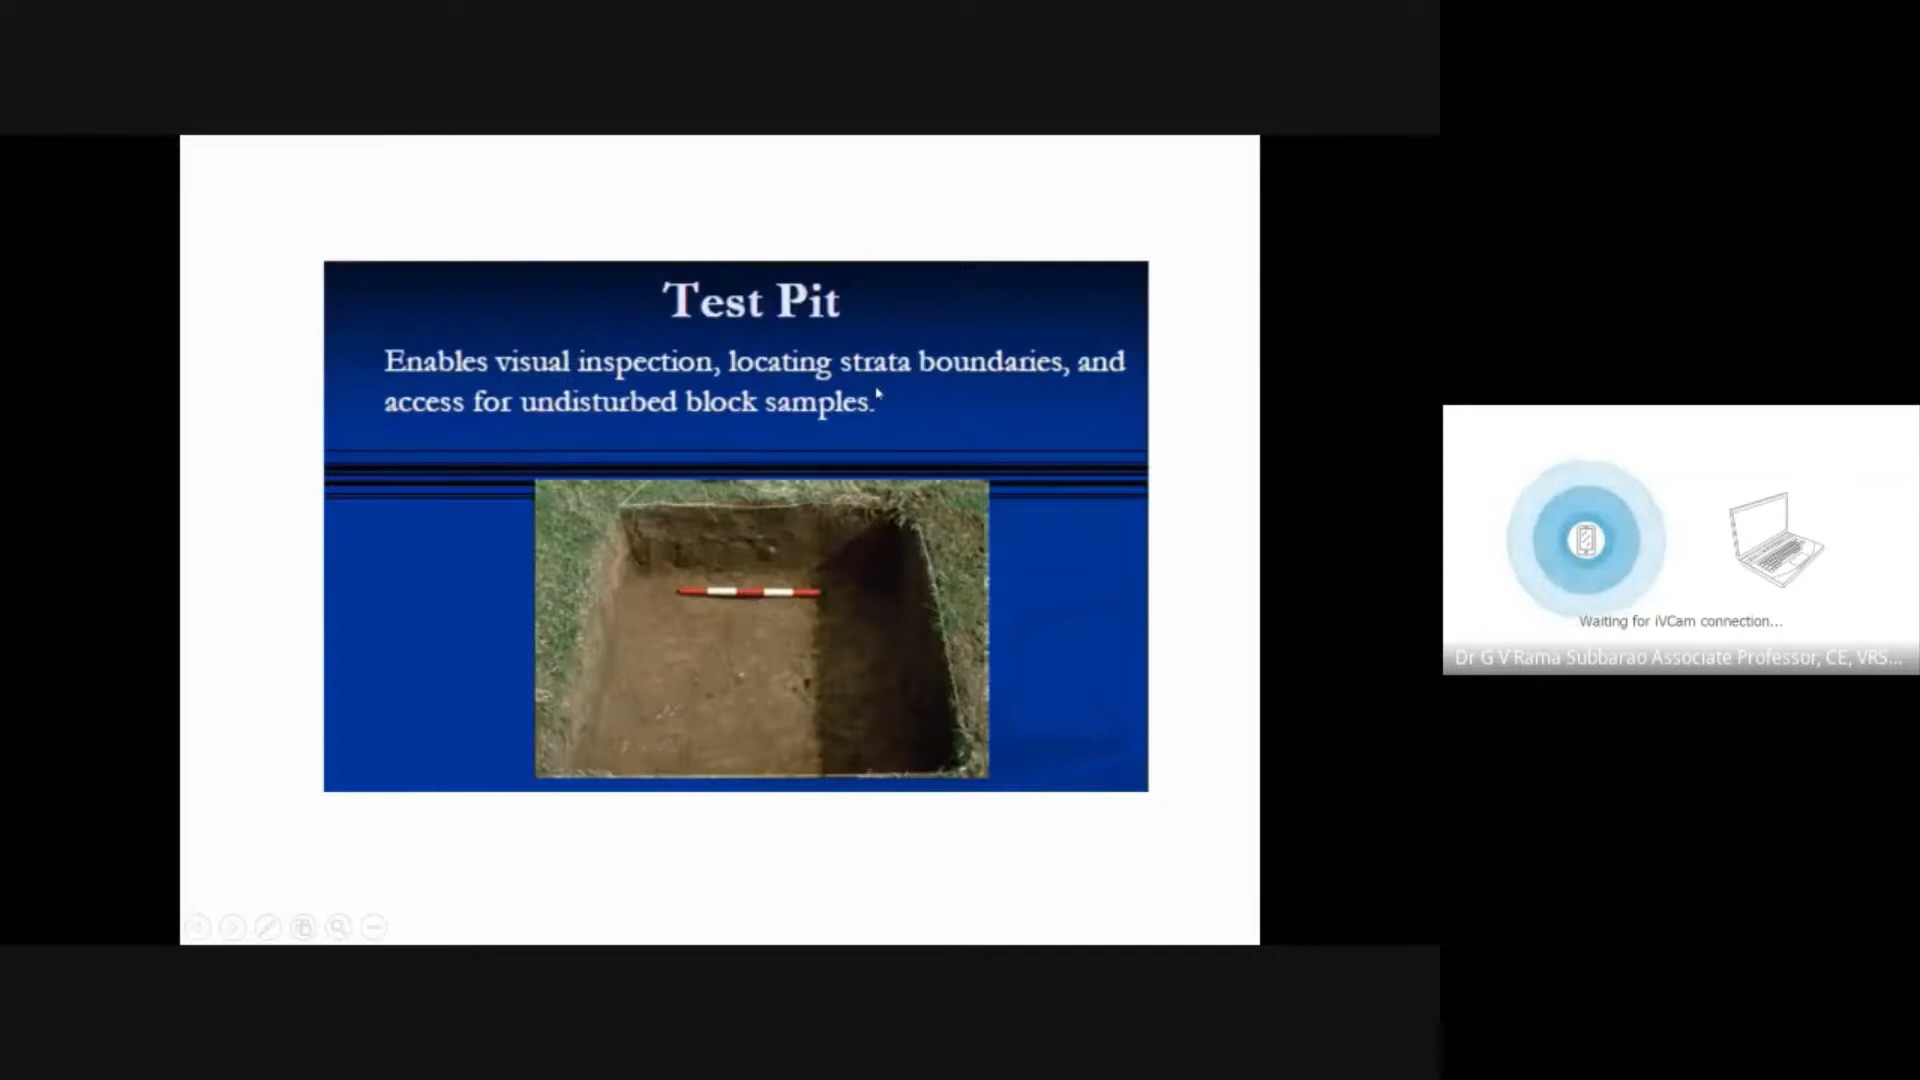 Test Pit
Enables visual inspection, locating strata boundaries, and
access for undisturbed block samples.
Waiting for iVCam connection...
Dr G V Rama Subbarao Associate Professor, CE, VRS...